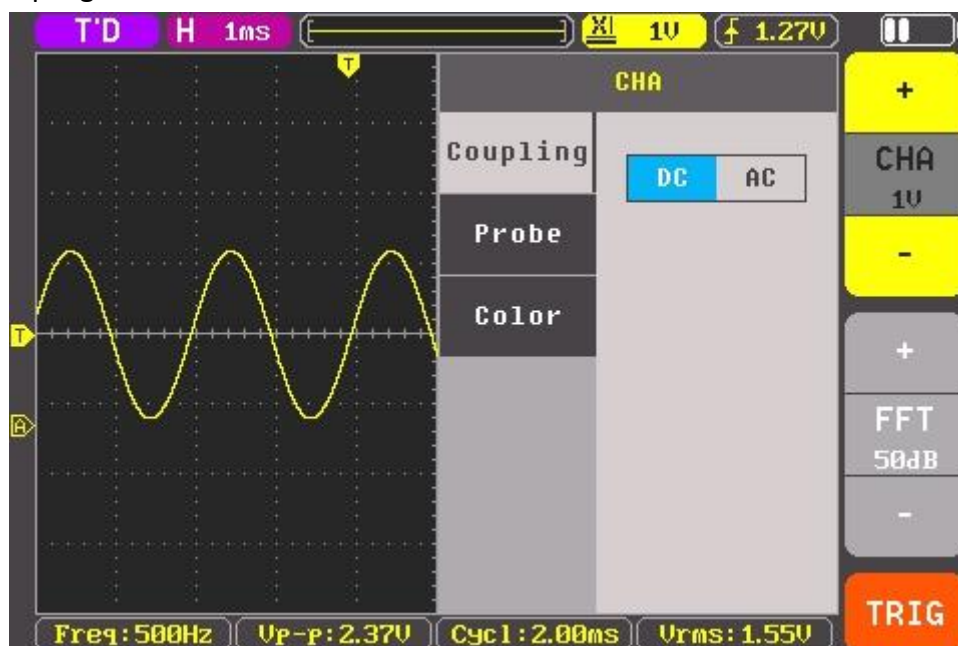 T'D H 1ms X1 1V 1.27V
T
CHA
+
Coupling
DC AC
CHA
1V
Probe
-
Color
T
+
A
FFT
50dB
-
TRIG
Freq:500Hz Vp-p:2.37V Cycl:2.00ms Vrms:1.55V